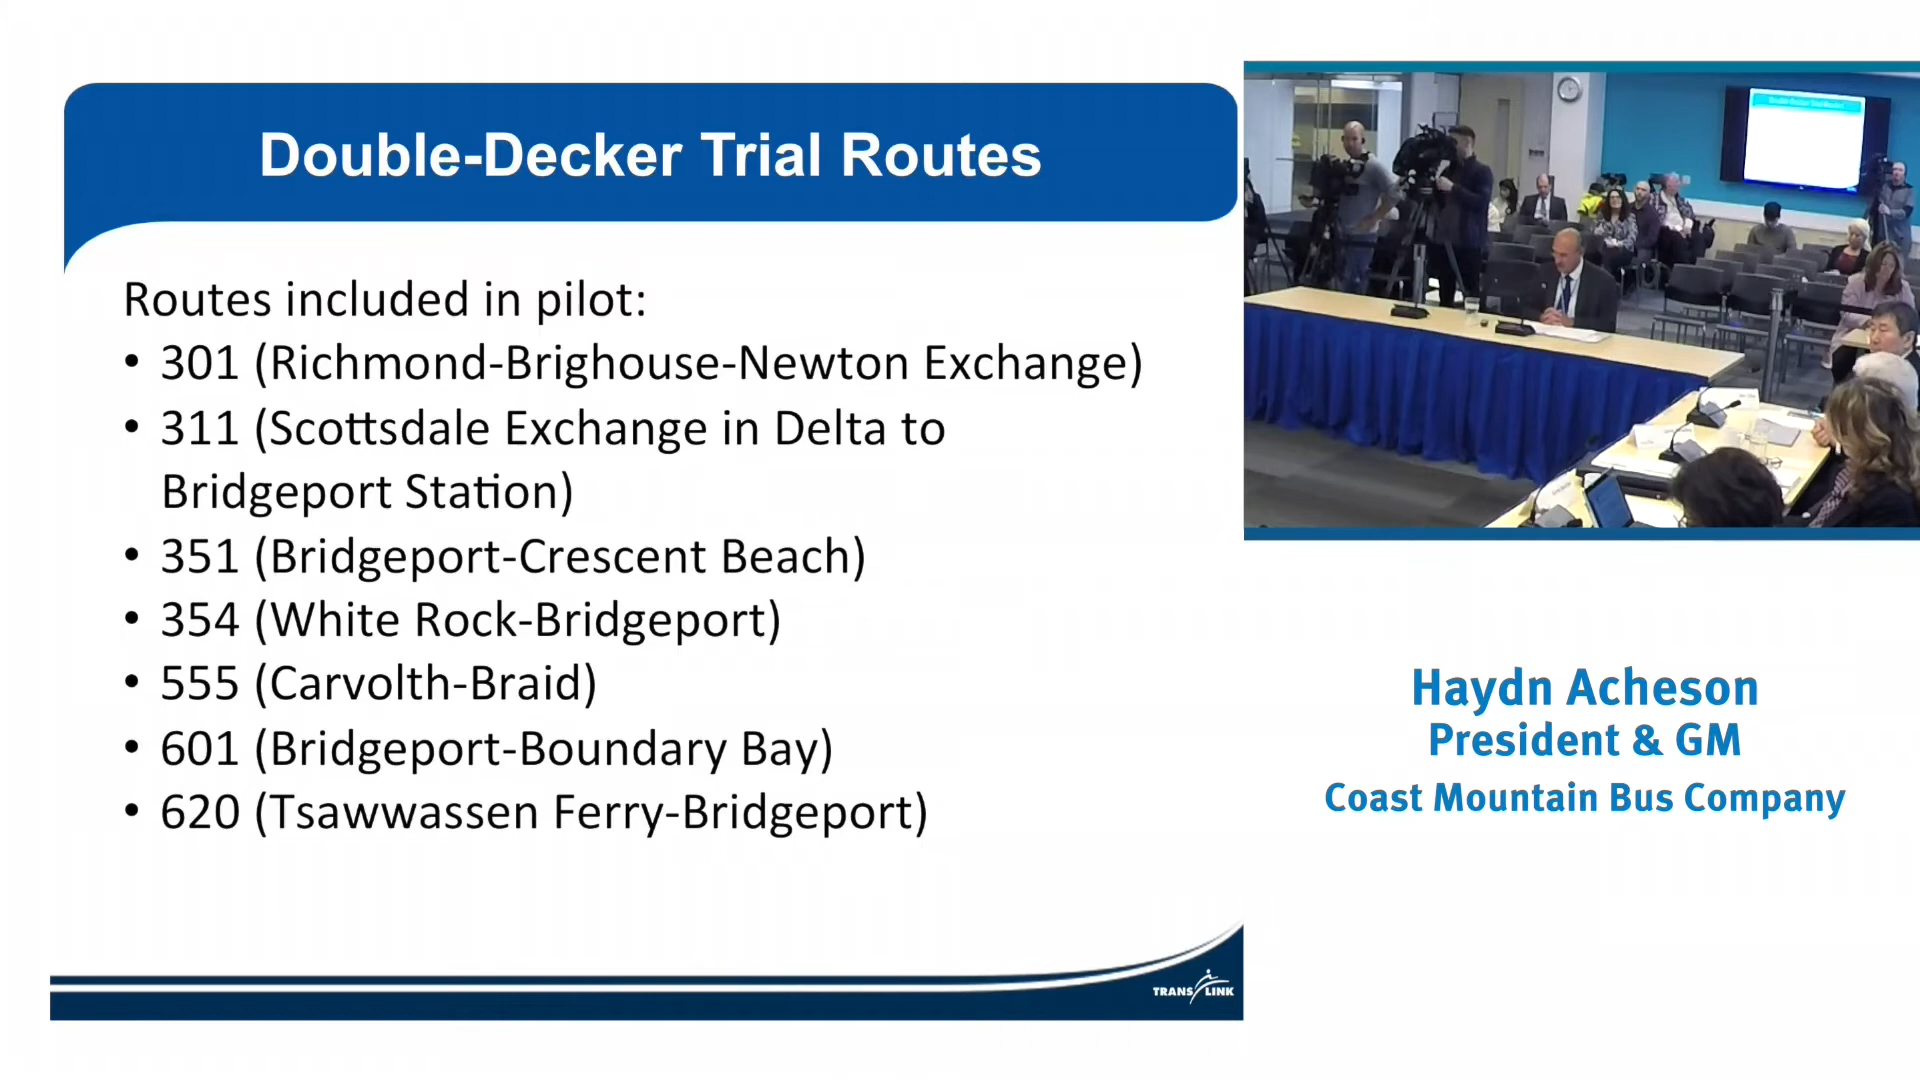 Double-Decker Trial Routes
Routes included in pilot:
• 301 (Richmond-Brighouse-Newton Exchange)
• 311 (Scottsdale Exchange in Delta to
Bridgeport Station)
• 351 (Bridgeport-Crescent Beach)
• 354 (White Rock-Bridgeport)
• 555 (Carvolth-Braid)
• 601 (Bridgeport-Boundary Bay)
• 620 (Tsawwassen Ferry-Bridgeport)
TRANS LINK
Haydn Acheson
President & GM
Coast Mountain Bus Company